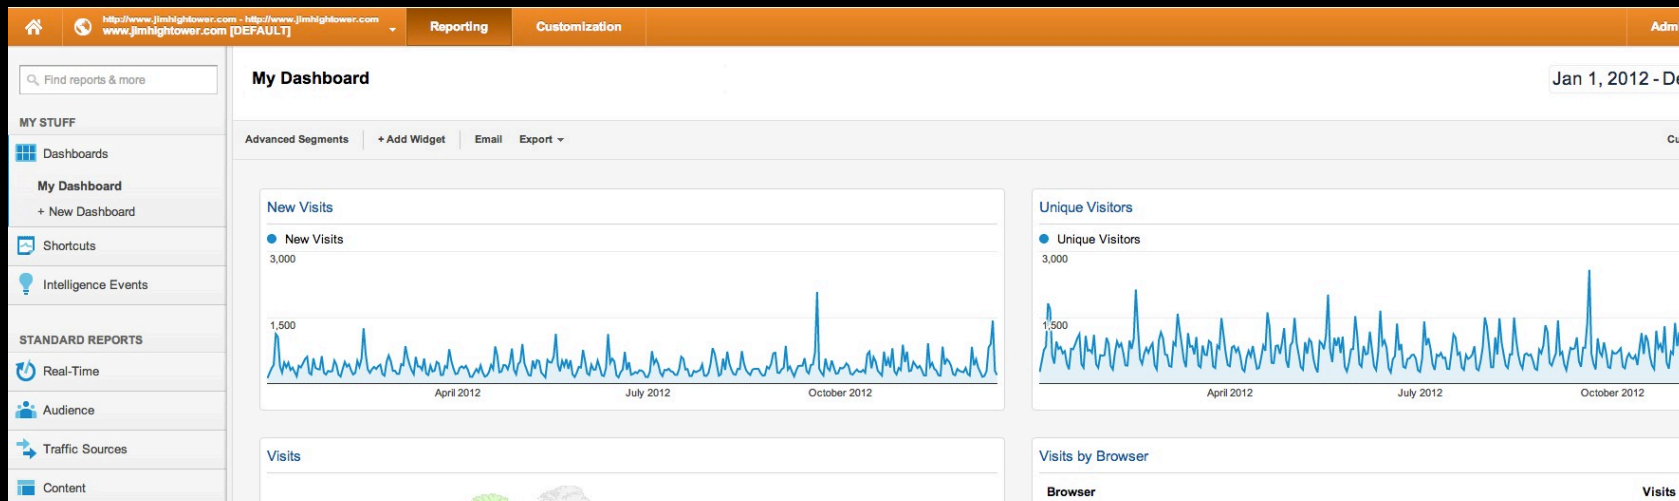 http://www.jimhightower.com - http://www.jimhightower.com
www.jimhightower.com [DEFAULT]
Reporting
Customization
Find reports & more
My Dashboard
Jan 1, 2012 -
MY STUFF
Advanced Segments
+ Add Widget
Email
Export
Dashboards
My Dashboard
+ New Dashboard
Shortcuts
Intelligence Events
STANDARD REPORTS
Real-Time
Audience
Traffic Sources
Content
New Visits
New Visits
3,000
1,500
April 2012
July 2012
October 2012
Unique Visitors
Unique Visitors
3,000
1,500
April 2012
July 2012
October 2012
Visits
Visits by Browser
Browser
Visits